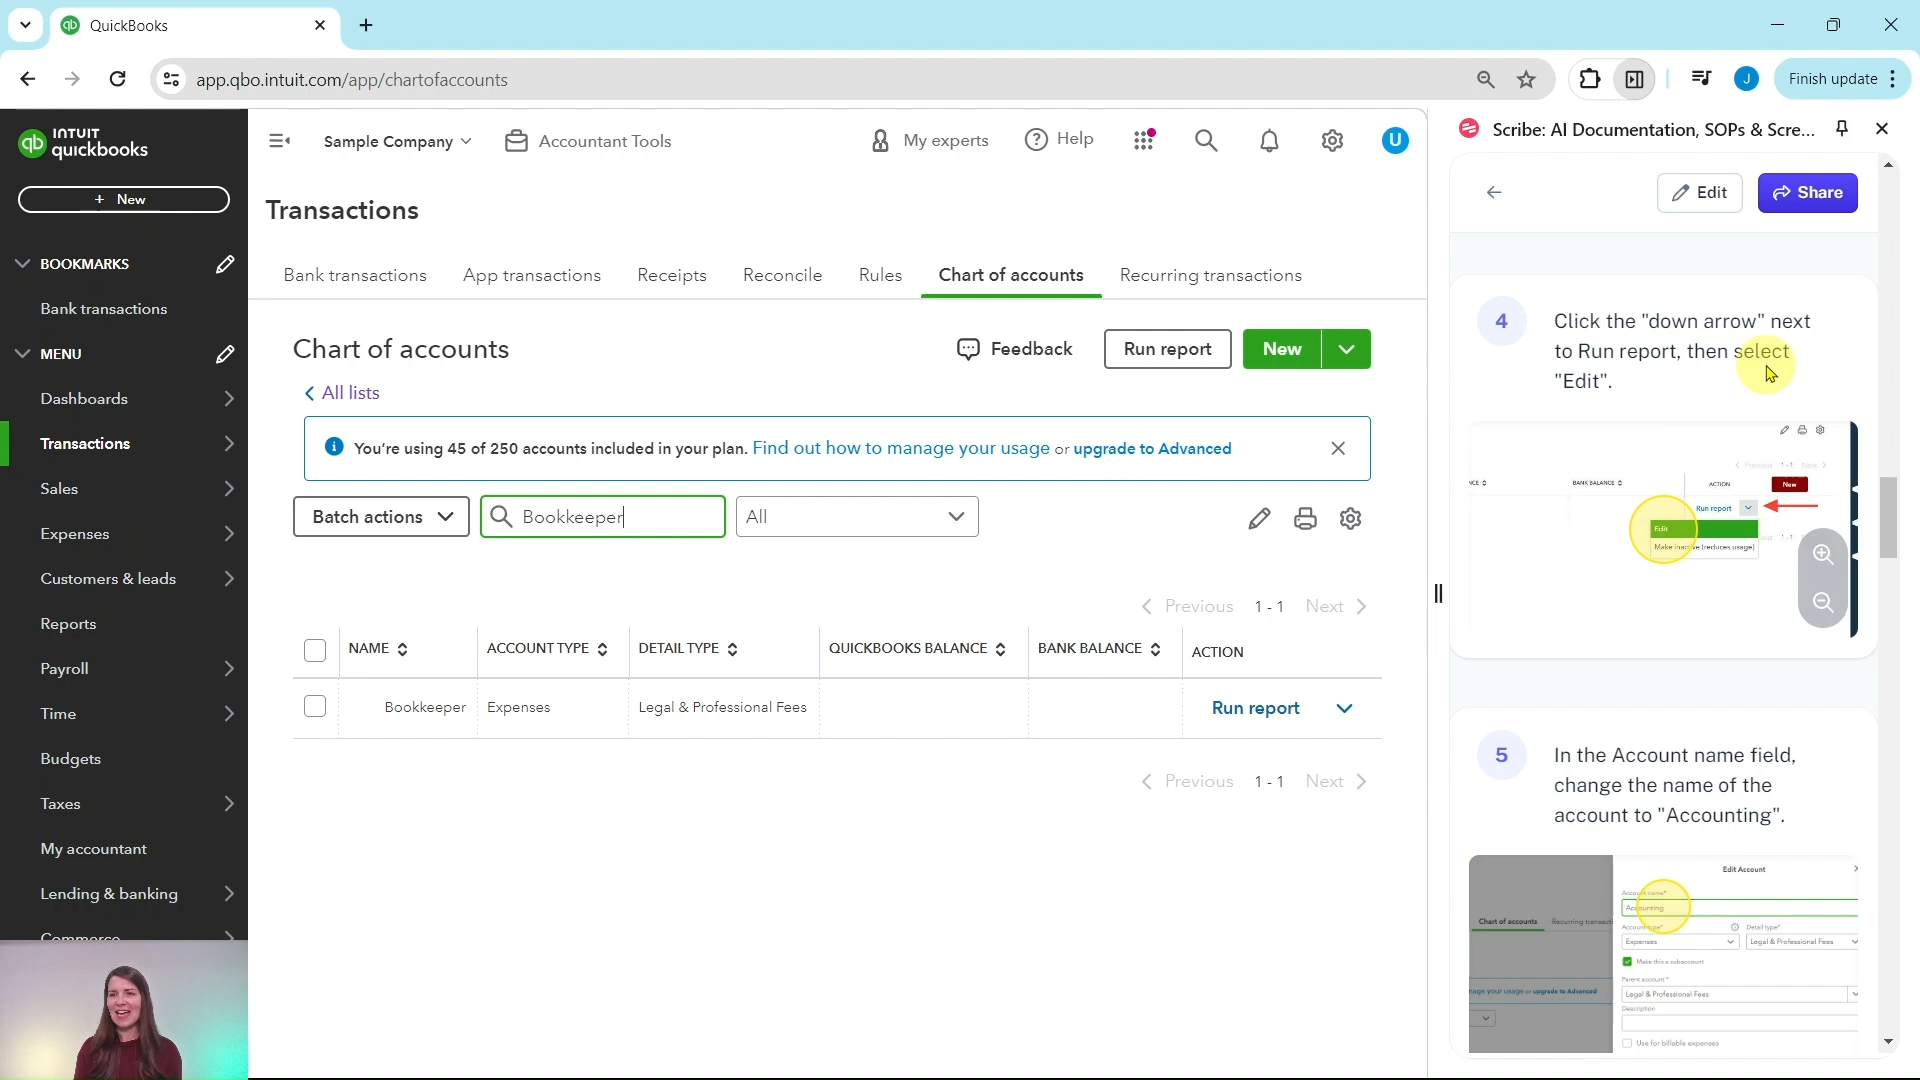 QuickBooks
app.qbo.intuit.com/app/chartofaccounts
J
Finish update
INTUIT
quickbooks
qb
+ New
BOOKMARKS
Bank transactions
MENU
Dashboards
Transactions
Sales
Expenses
Customers & leads
Reports
Payroll
Time
Budgets
Taxes
My accountant
Lending & banking
Commerce
Sample Company
Accountant Tools
My experts
Help
U
Transactions
Bank transactions
App transactions
Receipts
Reconcile
Rules
Chart of accounts
Recurring transactions
Chart of accounts
Feedback
Run report
New
All lists
You're using 45 of 250 accounts included in your plan. Find out how to manage your usage or upgrade to Advanced
Batch actions
Bookkeeper
All
Previous 1 - 1 Next
NAME ACCOUNT TYPE DETAIL TYPE QUICKBOOKS BALANCE BANK BALANCE ACTION
Bookkeeper Expenses Legal & Professional Fees Run report
Previous 1 - 1 Next
Scribe: AI Documentation, SOPs & Scre...
Edit
Share
4
Click the "down arrow" next
to Run report, then select
"Edit".
Previous 1-1 Next
NCE BANK BALANCE ACTION New
Run report
Edit
Make inactive (reduces usage)
5
In the Account name field,
change the name of the
account to "Accounting".
Edit Account
Account name*
Accounting
Chart of accounts Recurring transacti
Account type* Detail type*
Expenses Legal & Professional Fees
Make this a subaccount
Parent account*
Legal & Professional Fees
nage your usage or upgrade to Advanced
Description
Use for billable expenses